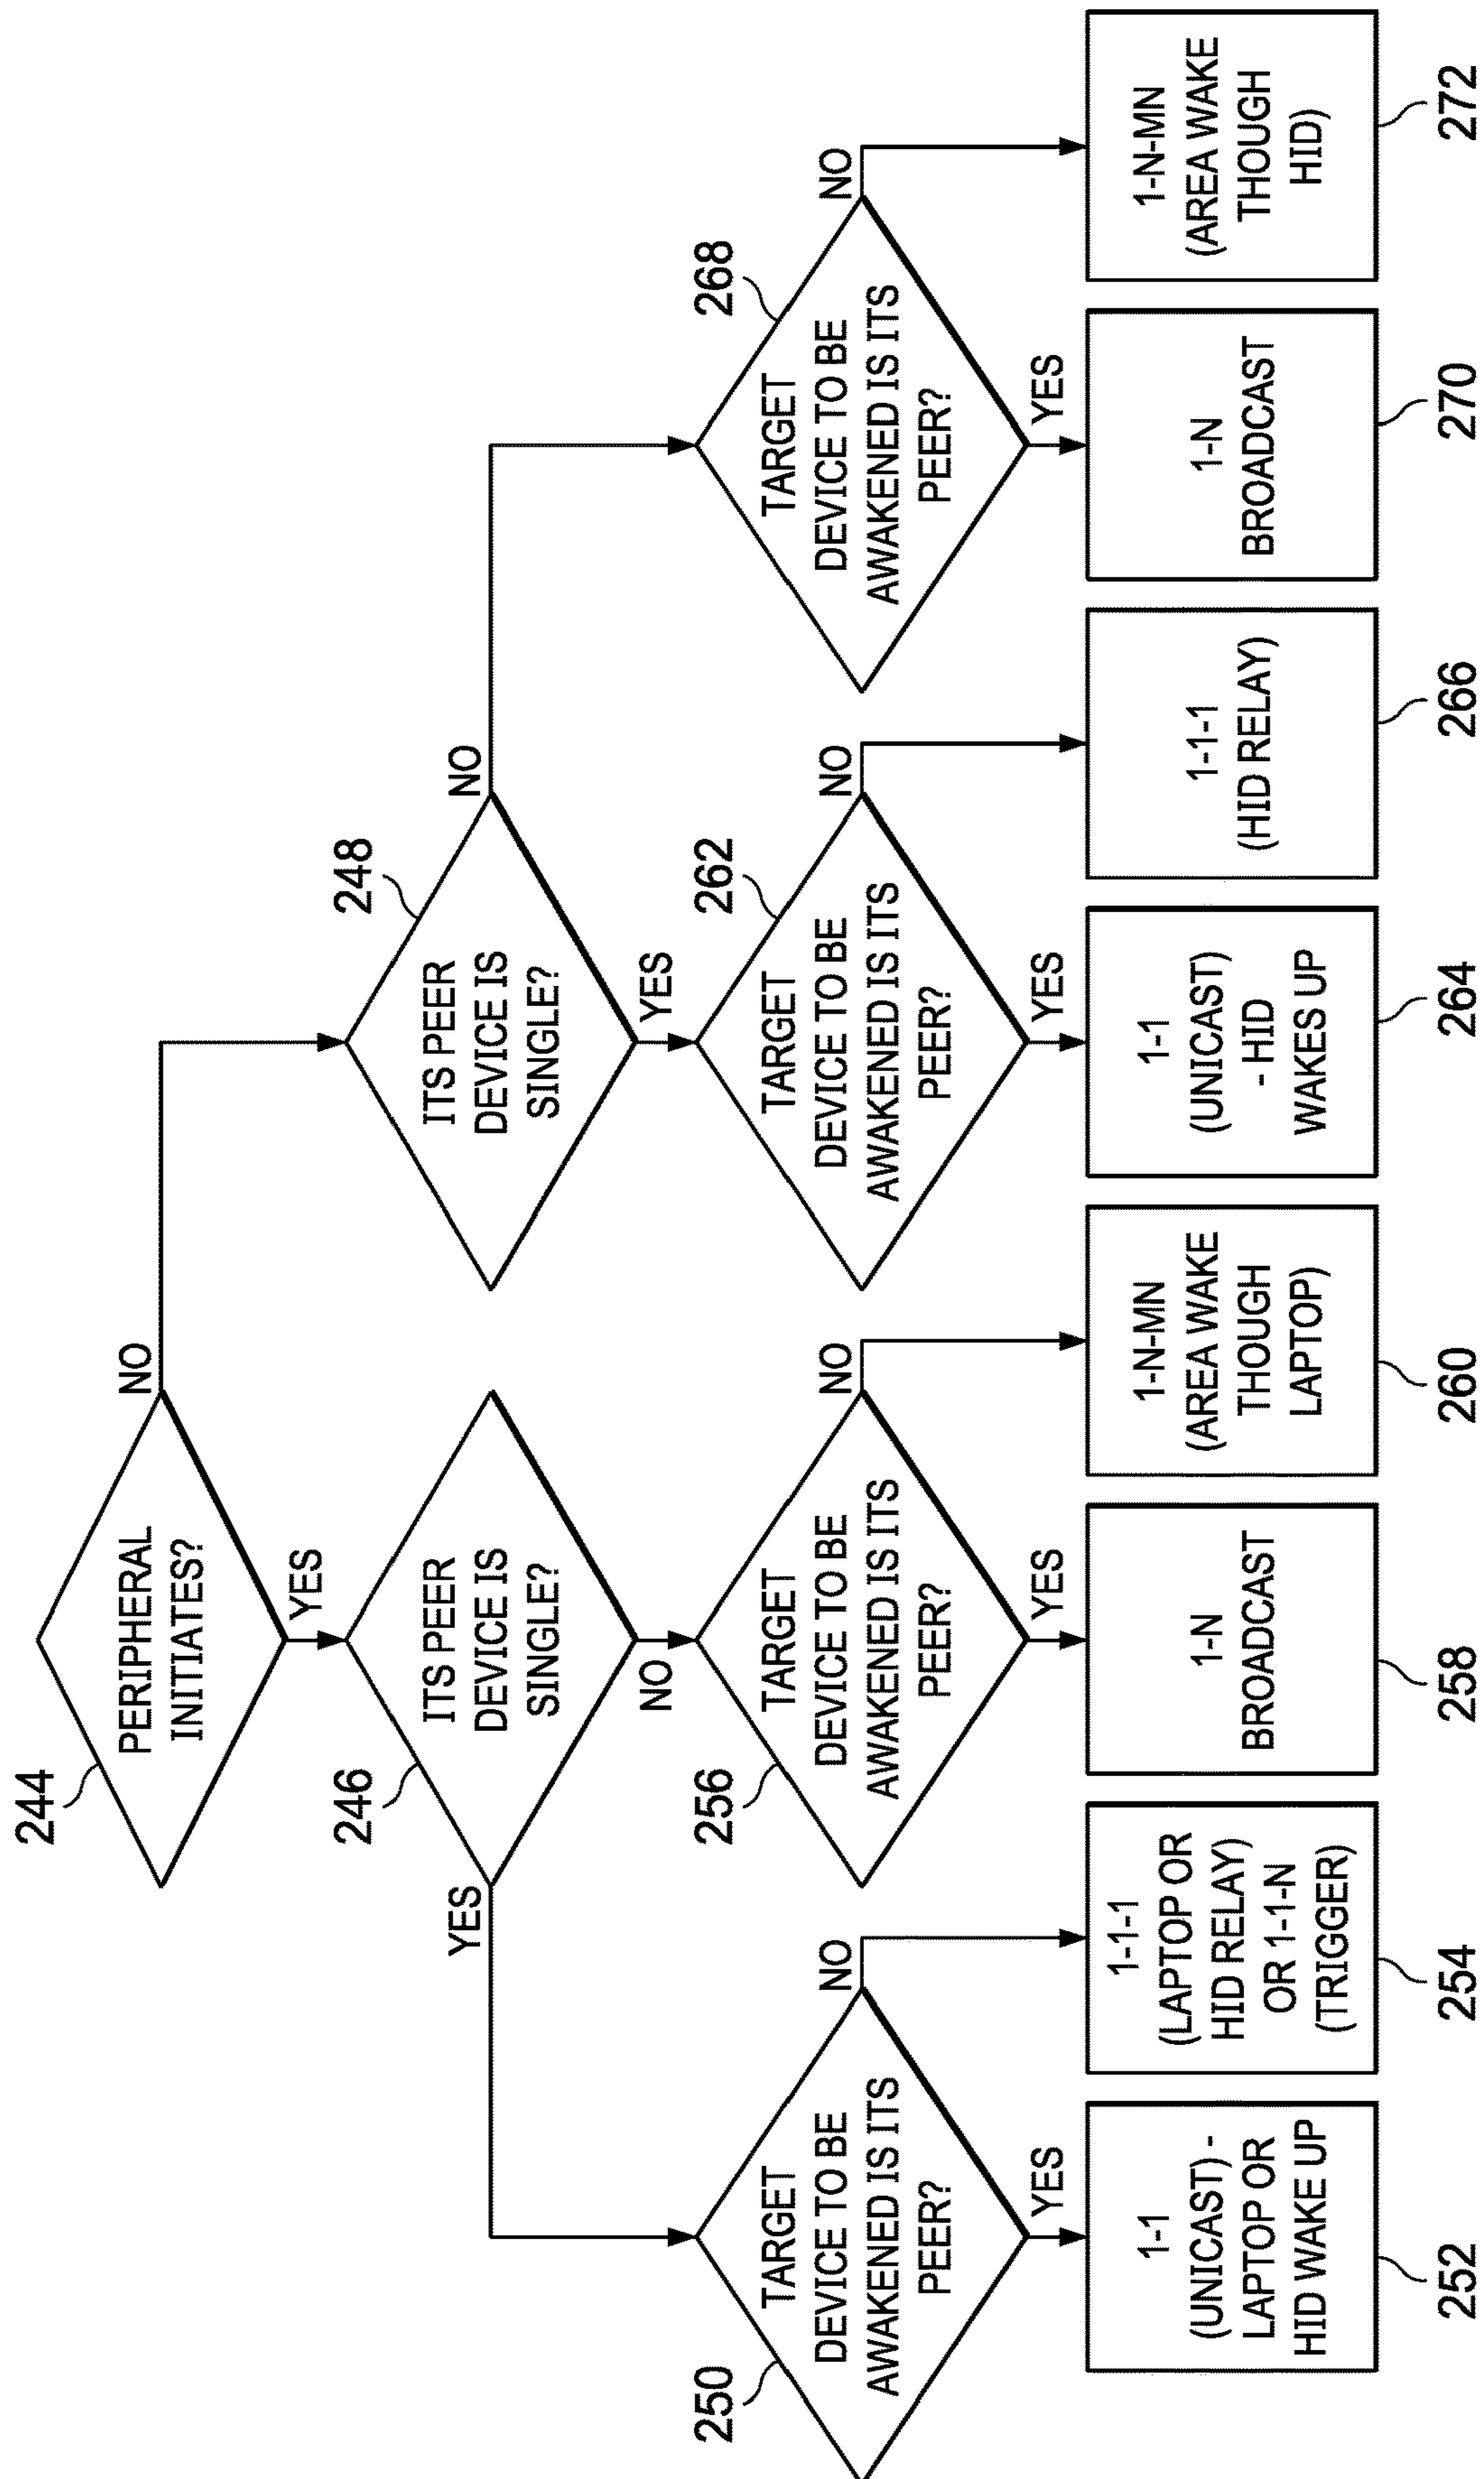 244
PERIPHERAL
INITIATES?
NO
YES
246
ITS PEER
DEVICE IS
SINGLE?
YES
NO
248
ITS PEER
DEVICE IS
SINGLE?
NO
YES
250
TARGET
DEVICE TO BE
AWAKENED IS ITS
PEER?
NO
YES
256
TARGET
DEVICE TO BE
AWAKENED IS ITS
PEER?
NO
YES
262
TARGET
DEVICE TO BE
AWAKENED IS ITS
PEER?
NO
YES
268
TARGET
DEVICE TO BE
AWAKENED IS ITS
PEER?
NO
YES
1-1
(UNICAST) -
LAPTOP OR
HID WAKE UP
252
1-1-1
(LAPTOP OR
HID RELAY)
OR 1-1-N
(TRIGGER)
254
1-N
BROADCAST
258
1-N-MN
(AREA WAKE
THOUGH
LAPTOP)
260
1-1
(UNICAST)
- HID
WAKES UP
264
1-1-1
(HID RELAY)
266
1-N
BROADCAST
270
1-N-MN
(AREA WAKE
THOUGH
HID)
272